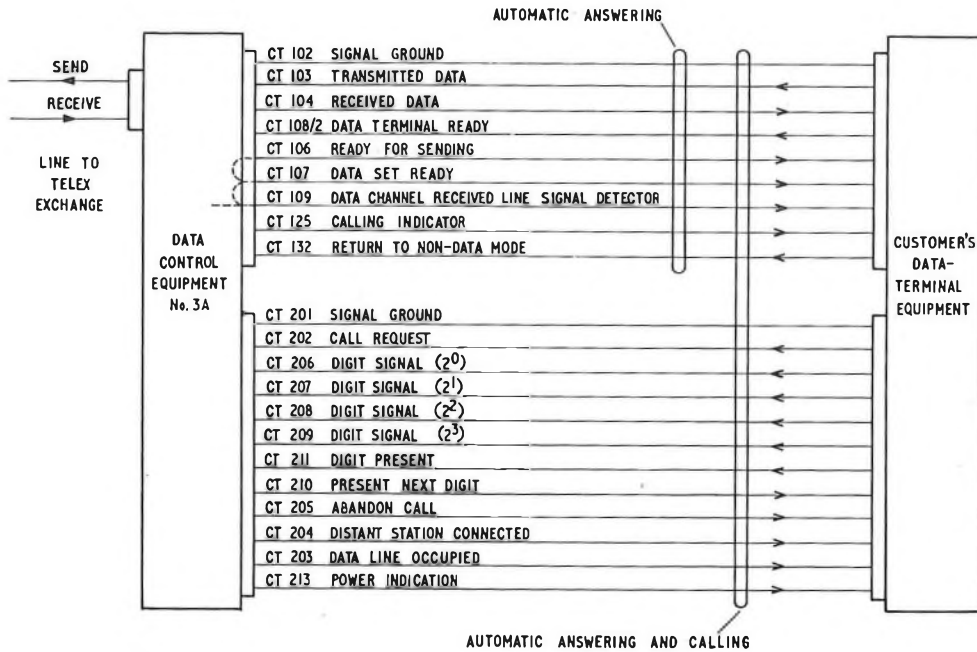 AUTOMATIC ANSWERING
SEND
RECEIVE
LINE TO
TELEX
EXCHANGE
DATA
CONTROL
EQUIPMENT
No. 3A
CT 102 SIGNAL GROUND
CT 103 TRANSMITTED DATA
CT 104 RECEIVED DATA
CT 108/2 DATA TERMINAL READY
CT 106 READY FOR SENDING
CT 107 DATA SET READY
CT 109 DATA CHANNEL RECEIVED LINE SIGNAL DETECTOR
CT 125 CALLING INDICATOR
CT 132 RETURN TO NON-DATA MODE
CT 201 SIGNAL GROUND
CT 202 CALL REQUEST
CT 206 DIGIT SIGNAL (2⁰)
CT 207 DIGIT SIGNAL (2¹)
CT 208 DIGIT SIGNAL (2²)
CT 209 DIGIT SIGNAL (2³)
CT 211 DIGIT PRESENT
CT 210 PRESENT NEXT DIGIT
CT 205 ABANDON CALL
CT 204 DISTANT STATION CONNECTED
CT 203 DATA LINE OCCUPIED
CT 213 POWER INDICATION
CUSTOMER'S
DATA-
TERMINAL
EQUIPMENT
AUTOMATIC ANSWERING AND CALLING